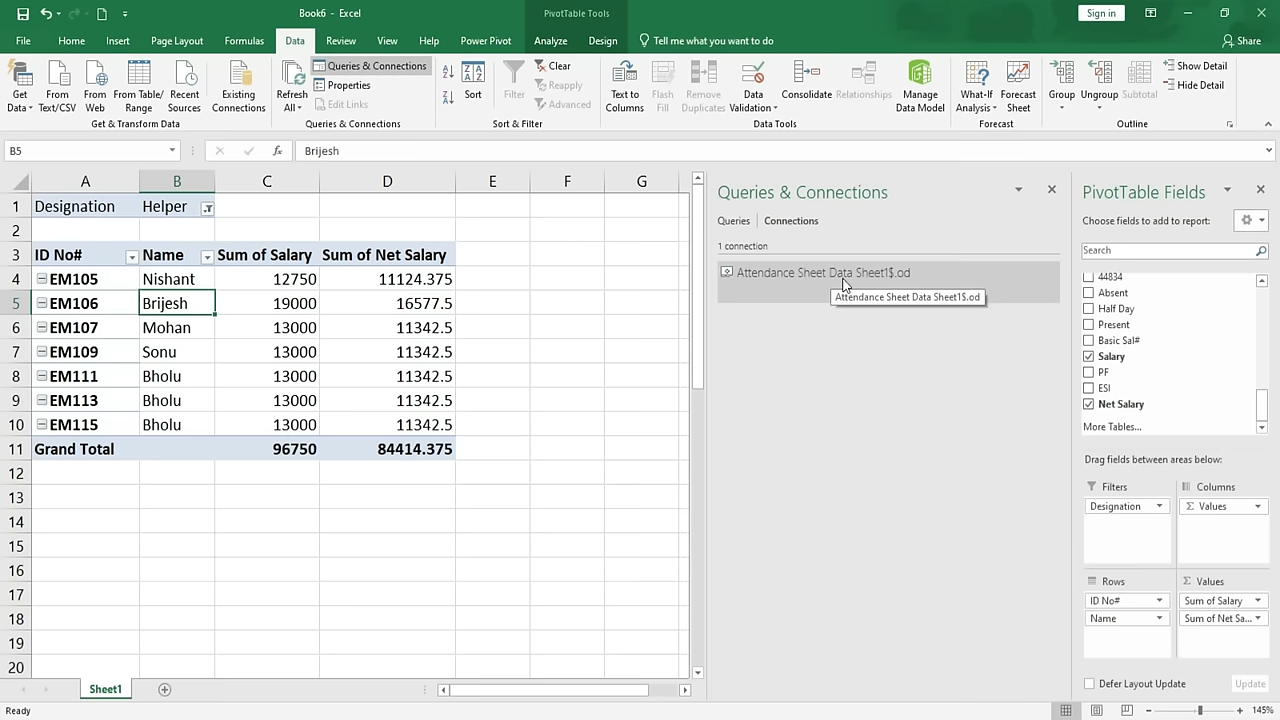 Book6 - Excel
PivotTable Tools
Sign in
File Home Insert Page Layout Formulas Data Review View Help Power Pivot Analyze Design Tell me what you want to do Share
Get Data
From Text/CSV
From Web
From Table/ Range
Recent Sources
Existing Connections
Get & Transform Data
Refresh All
Queries & Connections
Properties
Edit Links
Queries & Connections
Sort
Filter
Clear
Reapply
Advanced
Sort & Filter
Text to Columns
Flash Fill
Remove Duplicates
Data Validation
Consolidate
Relationships
Manage Data Model
Data Tools
What-If Analysis
Forecast Sheet
Forecast
Group
Ungroup
Subtotal
Show Detail
Hide Detail
Outline
B5 fx Brijesh
A B C D E F G
1 Designation Helper
2
3 ID No# Name Sum of Salary Sum of Net Salary
4 EM105 Nishant 12750 11124.375
5 EM106 Brijesh 19000 16577.5
6 EM107 Mohan 13000 11342.5
7 EM109 Sonu 13000 11342.5
8 EM111 Bholu 13000 11342.5
9 EM113 Bholu 13000 11342.5
10 EM115 Bholu 13000 11342.5
11 Grand Total 96750 84414.375
12
13
14
15
16
17
18
19
20
Queries & Connections
Queries | Connections
1 connection
Attendance Sheet Data Sheet1$.od
Attendance Sheet Data Sheet1$.od
PivotTable Fields
Choose fields to add to report:
Search
44834
Absent
Half Day
Present
Basic Sal#
Salary
PF
ESI
Net Salary
More Tables...
Drag fields between areas below:
Filters
Designation
Columns
Σ Values
Rows
ID No#
Name
Σ Values
Sum of Salary
Sum of Net Sa...
Defer Layout Update Update
Sheet1
Ready
145%